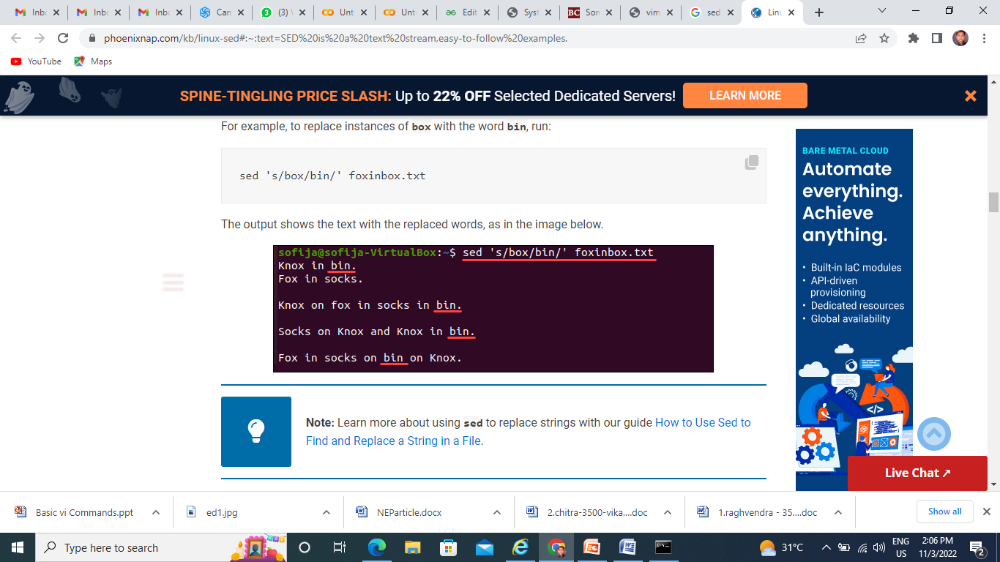 Inbo
Inbo
Inbo
Can
(3) \
Unti
Unti
Edit
Syst
Son
vim
sed
Linu
phoenixnap.com/kb/linux-sed#:~:text=SED%20is%20a%20text%20stream,easy-to-follow%20examples.
YouTube Maps
SPINE-TINGLING PRICE SLASH: Up to 22% OFF Selected Dedicated Servers! LEARN MORE
For example, to replace instances of box with the word bin, run:
sed 's/box/bin/' foxinbox.txt
The output shows the text with the replaced words, as in the image below.
sofija@sofija-VirtualBox:~$ sed 's/box/bin/' foxinbox.txt
Knox in bin.
Fox in socks.
Knox on fox in socks in bin.
Socks on Knox and Knox in bin.
Fox in socks on bin on Knox.
Note: Learn more about using sed to replace strings with our guide How to Use Sed to
Find and Replace a String in a File.
BARE METAL CLOUD
Automate
everything.
Achieve
anything.
• Built-in IaC modules
• API-driven
provisioning
• Dedicated resources
• Global availability
</>
Live Chat ↗
Basic vi Commands.ppt
ed1.jpg
NEParticle.docx
2.chitra-3500-vika....doc
1.raghvendra - 35....doc
Show all
Type here to search
31°C
ENG
US
2:06 PM
11/3/2022
2